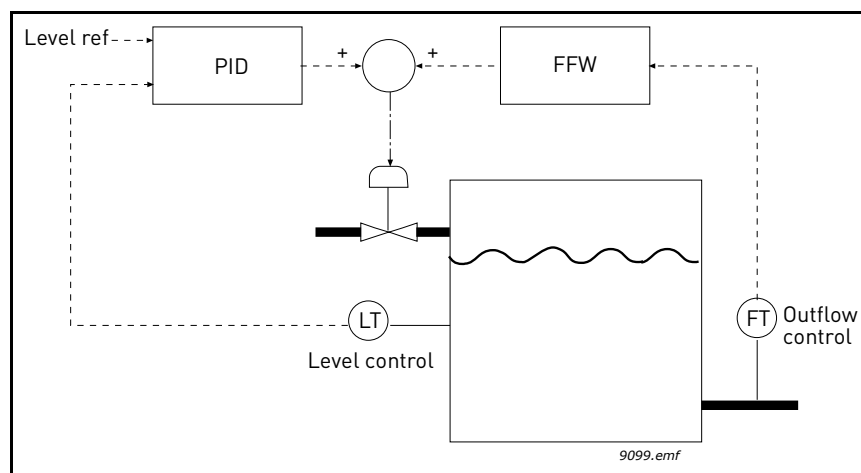 Level ref
PID
+
+
FFW
LT
Level control
FT
Outflow
control
9099.emf